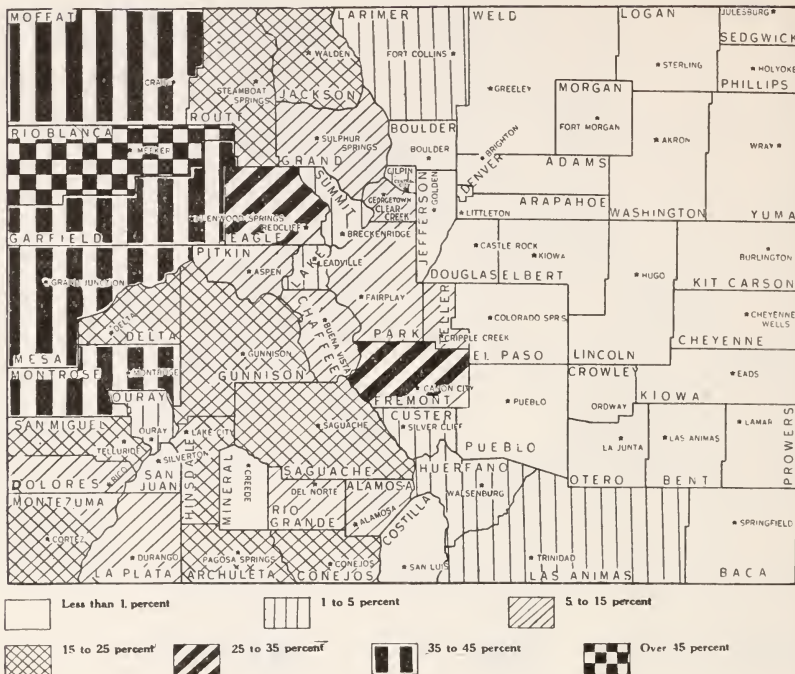 MOFFAT
LARIMER
WELD
LOGAN
JULESBURG
SEDGWICK
WALDEN
FORT COLLINS
CRAIG
STEAMBOAT
SPRINGS
JACKSON
STERLING
HOLYOKE
PHILLIPS
GREELEY
MORGAN
ROUTT
FORT MORGAN
RIO BLANCA
SULPHUR
SPRINGS
BOULDER
AKRON
WRAY
MEEKER
GRAND
BOULDER
BRIGHTON
ADAMS
GILPIN
CENTRAL
GEORGETOWN
CLEAR
CREEK
JEFFERSON
GOLDEN
DENVER
ARAPAHOE
SUMMIT
GLENWOOD SPRINGS
REDCLIFF
LITTLETON
WASHINGTON
YUMA
GARFIELD
EAGLE
BRECKENRIDGE
PITKIN
CASTLE ROCK
KIOWA
BURLINGTON
ASPEN
LAKE
LEADVILLE
GRAND JUNCTION
DOUGLAS
ELBERT
HUGO
KIT CARSON
FAIRPLAY
CHAFFEE
DELTA
DELTA
BUENA VISTA
TELLER
COLORADO SPRS.
CHEYENNE
WELLS
PARK
CRIPPLE CREEK
MESA
GUNNISON
GUNNISON
EL PASO
LINCOLN
CHEYENNE
MONTROSE
MONTROSE
CROWLEY
EADS
CANON CITY
FREMONT
KIOWA
OURAY
OURAY
PUEBLO
ORDWAY
SAN MIGUEL
LAKE CITY
SAGUACHE
CUSTER
SILVER CLIFF
LAMAR
TELLURIDE
SILVERTON
PUEBLO
LA JUNTA
LAS ANIMAS
PROWERS
RICO
SAN
JUAN
HINSDALE
MINERAL
CREEDE
SAGUACHE
HUERFANO
DOLORES
DEL NORTE
ALAMOSA
WALSENBURG
OTERO
BENT
MONTEZUMA
RIO
GRANDE
ALAMOSA
COSTILLA
SPRINGFIELD
CORTEZ
DURANGO
PAGOSA SPRINGS
CONEJOS
SAN LUIS
TRINIDAD
LA PLATA
ARCHULETA
CONEJOS
LAS ANIMAS
BACA
Less than 1 percent
1 to 5 percent
5 to 15 percent
15 to 25 percent
25 to 35 percent
35 to 45 percent
Over 45 percent